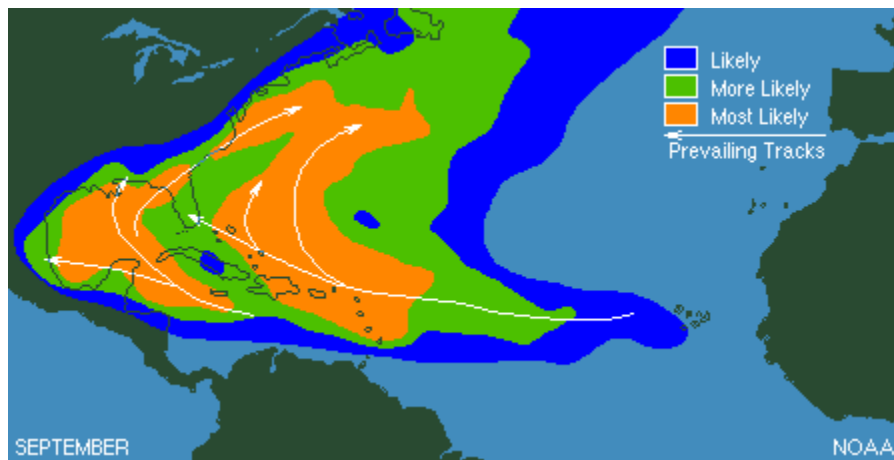 Likely
More Likely
Most Likely
Prevailing Tracks
SEPTEMBER
NOAA